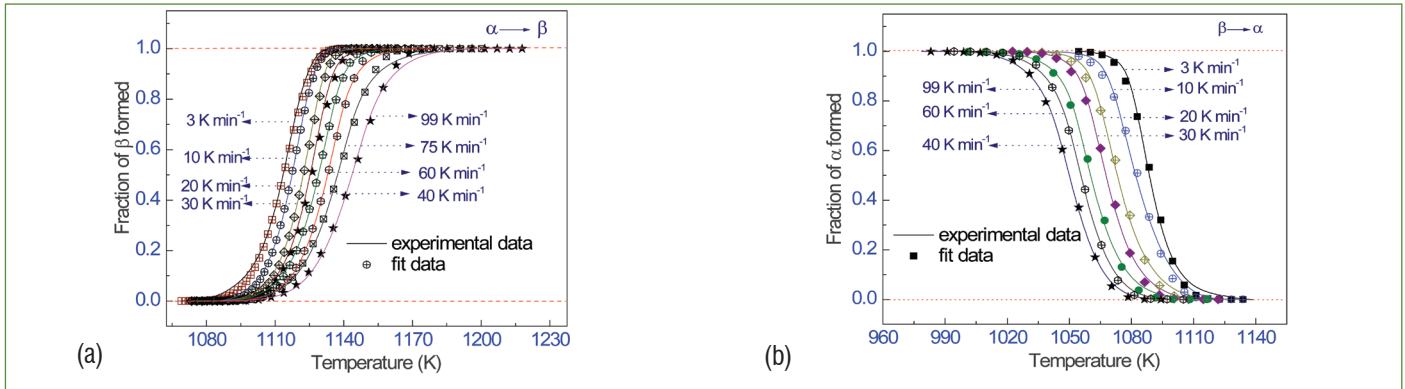 α → β
1.0
0.8
0.6
0.4
0.2
0.0
Fraction of β formed
3 K min⁻¹
10 K min⁻¹
20 K min⁻¹
30 K min⁻¹
99 K min⁻¹
75 K min⁻¹
60 K min⁻¹
40 K min⁻¹
experimental data
fit data
1080 1110 1140 1170 1200 1230
Temperature (K)
(a)
β → α
1.0
0.8
0.6
0.4
0.2
0.0
Fraction of α formed
99 K min⁻¹
60 K min⁻¹
40 K min⁻¹
3 K min⁻¹
10 K min⁻¹
20 K min⁻¹
30 K min⁻¹
experimental data
fit data
960 990 1020 1050 1080 1110 1140
Temperature (K)
(b)